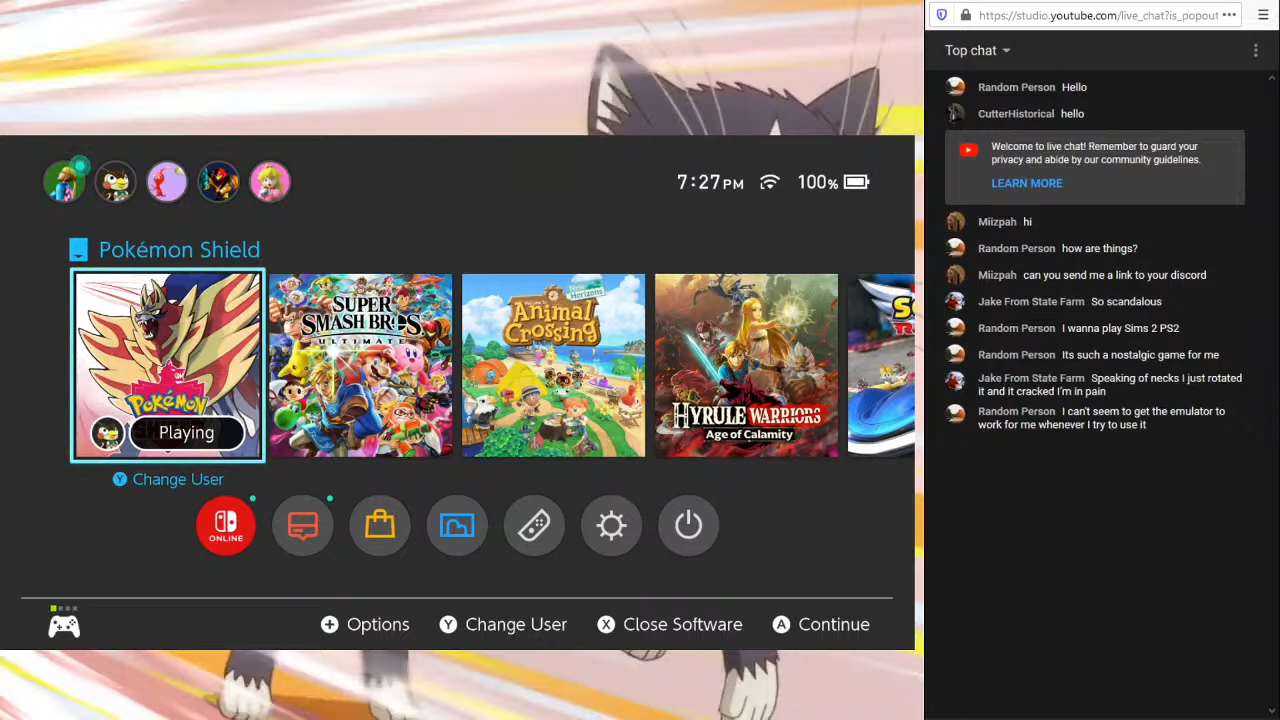 https://studio.youtube.com/live_chat?is_popout
Top chat
Random Person Hello
CutterHistorical hello
Welcome to live chat! Remember to guard your
privacy and abide by our community guidelines.
LEARN MORE
Miizpah hi
Random Person how are things?
Miizpah can you send me a link to your discord
Jake From State Farm So scandalous
Random Person I wanna play Sims 2 PS2
Random Person Its such a nostalgic game for me
Jake From State Farm Speaking of necks I just rotated
it and it cracked I'm in pain
Random Person I can't seem to get the emulator to
work for me whenever I try to use it
7:27PM 100%
Pokémon Shield
POKÉMON
Playing
SUPER
SMASH BROS.
ULTIMATE
New
Horizons
Animal
Crossing
HYRULE WARRIORS
Age of Calamity
Y Change User
ONLINE
+ Options Y Change User X Close Software A Continue